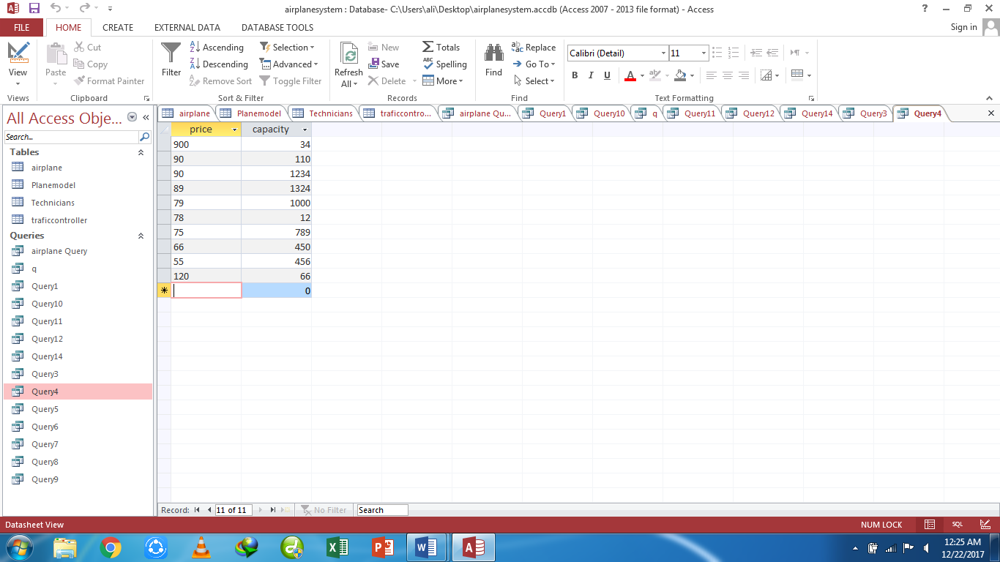 airplanesystem : Database- C:\Users\ali\Desktop\airplanesystem.accdb (Access 2007 - 2013 file format) - Access
FILE HOME CREATE EXTERNAL DATA DATABASE TOOLS Sign in
View
Views
Paste
Cut
Copy
Format Painter
Clipboard
Filter
Ascending
Descending
Remove Sort
Selection
Advanced
Toggle Filter
Sort & Filter
Refresh
All
New
Save
Delete
Totals
Spelling
More
Records
Find
Replace
Go To
Select
Find
Calibri (Detail) 11
B I U
Text Formatting
All Access Obje...
Search...
Tables
airplane
Planemodel
Technicians
traficcontroller
Queries
airplane Query
q
Query1
Query10
Query11
Query12
Query14
Query3
Query4
Query5
Query6
Query7
Query8
Query9
airplane Planemodel Technicians traficcontro... airplane Qu... Query1 Query10 q Query11 Query12 Query14 Query3 Query4
price capacity
900 34
90 110
90 1234
89 1324
79 1000
78 12
75 789
66 450
55 456
120 66
0
Record: 11 of 11 No Filter Search
Datasheet View NUM LOCK SQL
12:25 AM
12/22/2017